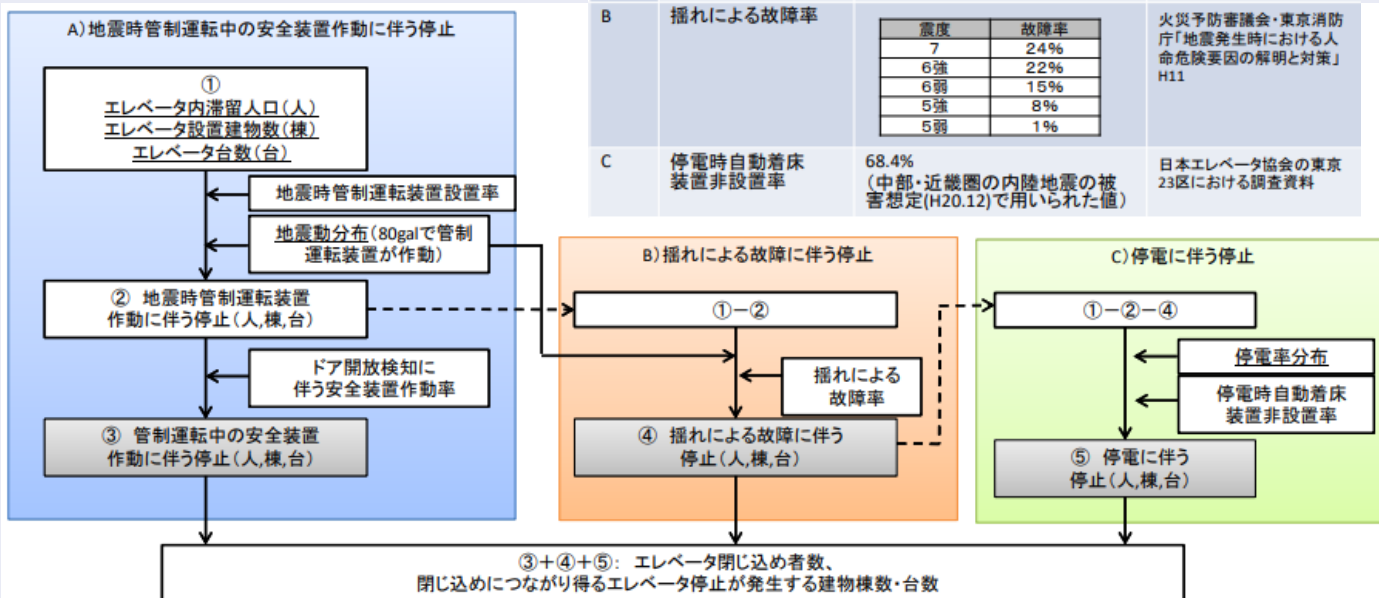 A)地震時管制運転中の安全装置作動に伴う停止
①
エレベータ内滞留人口(人)
エレベータ設置建物数(棟)
エレベータ台数(台)
地震時管制運転装置設置率
地震動分布(80galで管制
運転装置が作動)
② 地震時管制運転装置
作動に伴う停止(人,棟,台)
ドア開放検知に
伴う安全装置作動率
③ 管制運転中の安全装置
作動に伴う停止(人,棟,台)
B 揺れによる故障率
震度 故障率
7 24%
6強 22%
6弱 15%
5強 8%
5弱 1%
火災予防審議会・東京消防
庁「地震発生時における人
命危険要因の解明と対策」
H11
C 停電時自動着床
装置非設置率
68.4%
(中部・近畿圏の内陸地震の被
害想定(H20.12)で用いられた値)
日本エレベータ協会の東京
23区における調査資料
B)揺れによる故障に伴う停止
①-②
揺れによる
故障率
④ 揺れによる故障に伴う
停止(人,棟,台)
C)停電に伴う停止
①-②-④
停電率分布
停電時自動着床
装置非設置率
⑤ 停電に伴う
停止(人,棟,台)
③+④+⑤: エレベータ閉じ込め者数、
閉じ込めにつながり得るエレベータ停止が発生する建物棟数・台数